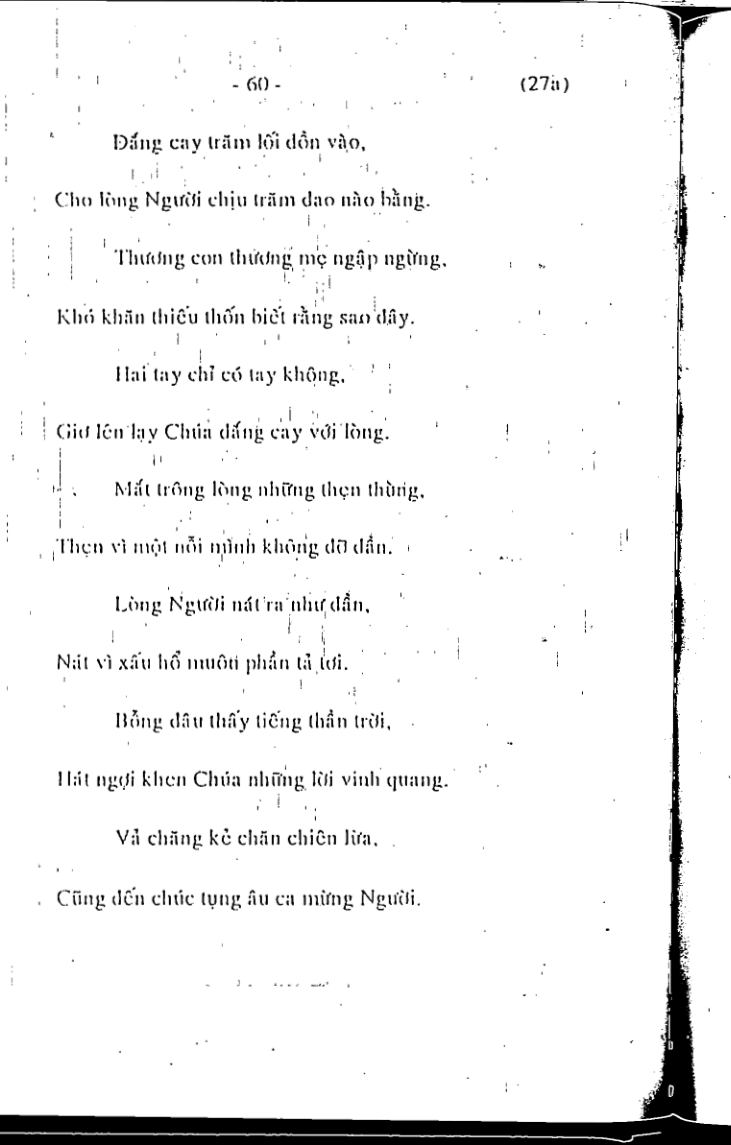 - 60 - (27a)
Đắng cay trăm lối dồn vào,
Cho lòng Người chịu trăm dao nào bằng.
Thương con thương mẹ ngập ngừng,
Khó khăn thiếu thốn biết rằng sao đây.
Hai tay chỉ có tay không,
Giơ lên lạy Chúa đắng cay với lòng.
Mắt trông lòng những thẹn thùng,
Thẹn vì một nỗi mình không đỡ đần.
Lòng Người nát ra như dần,
Nát vì xấu hổ muôn phần tả tơi.
Bỗng đâu thấy tiếng thần trời,
Hát ngợi khen Chúa những lời vinh quang.
Vả chăng kẻ chăn chiên lừa,
Cũng đến chúc tụng âu ca mừng Người.